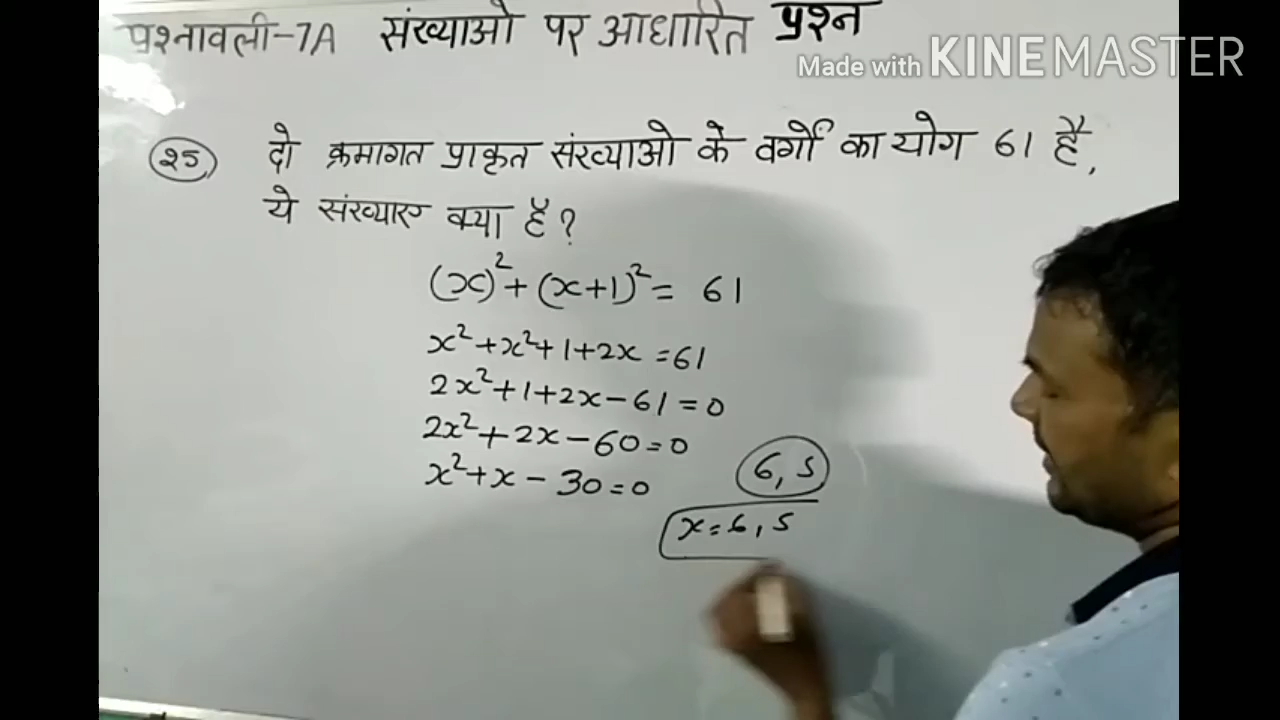 प्रश्नावली-7A संख्याओ पर आधारित प्रश्न
Made with KINEMASTER
25 दो क्रमागत प्राकृत संख्याओ के वर्गों का योग 61 है,
ये संख्याए क्या है?
(x)² + (x+1)² = 61
x² + x² + 1 + 2x = 61
2x² + 1 + 2x - 61 = 0
2x² + 2x - 60 = 0
x² + x - 30 = 0
6, 5
x = 6, 5